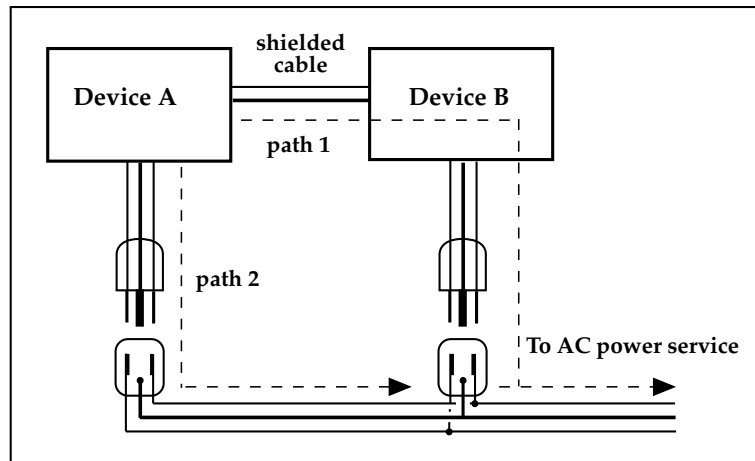 shielded
cable
Device A
Device B
path 1
path 2
To AC power service